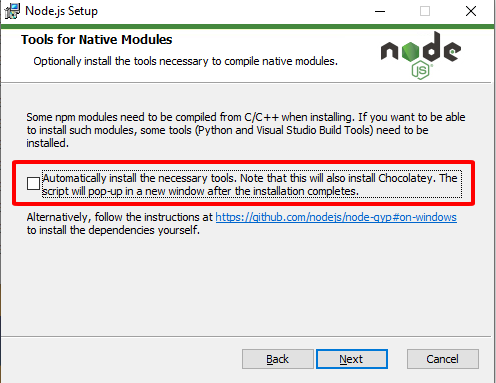 Node.js Setup
Tools for Native Modules
Optionally install the tools necessary to compile native modules.
node
JS
Some npm modules need to be compiled from C/C++ when installing. If you want to be able
to install such modules, some tools (Python and Visual Studio Build Tools) need to be
installed.
Automatically install the necessary tools. Note that this will also install Chocolatey. The
script will pop-up in a new window after the installation completes.
Alternatively, follow the instructions at https://github.com/nodejs/node-gyp#on-windows
to install the dependencies yourself.
Back Next Cancel